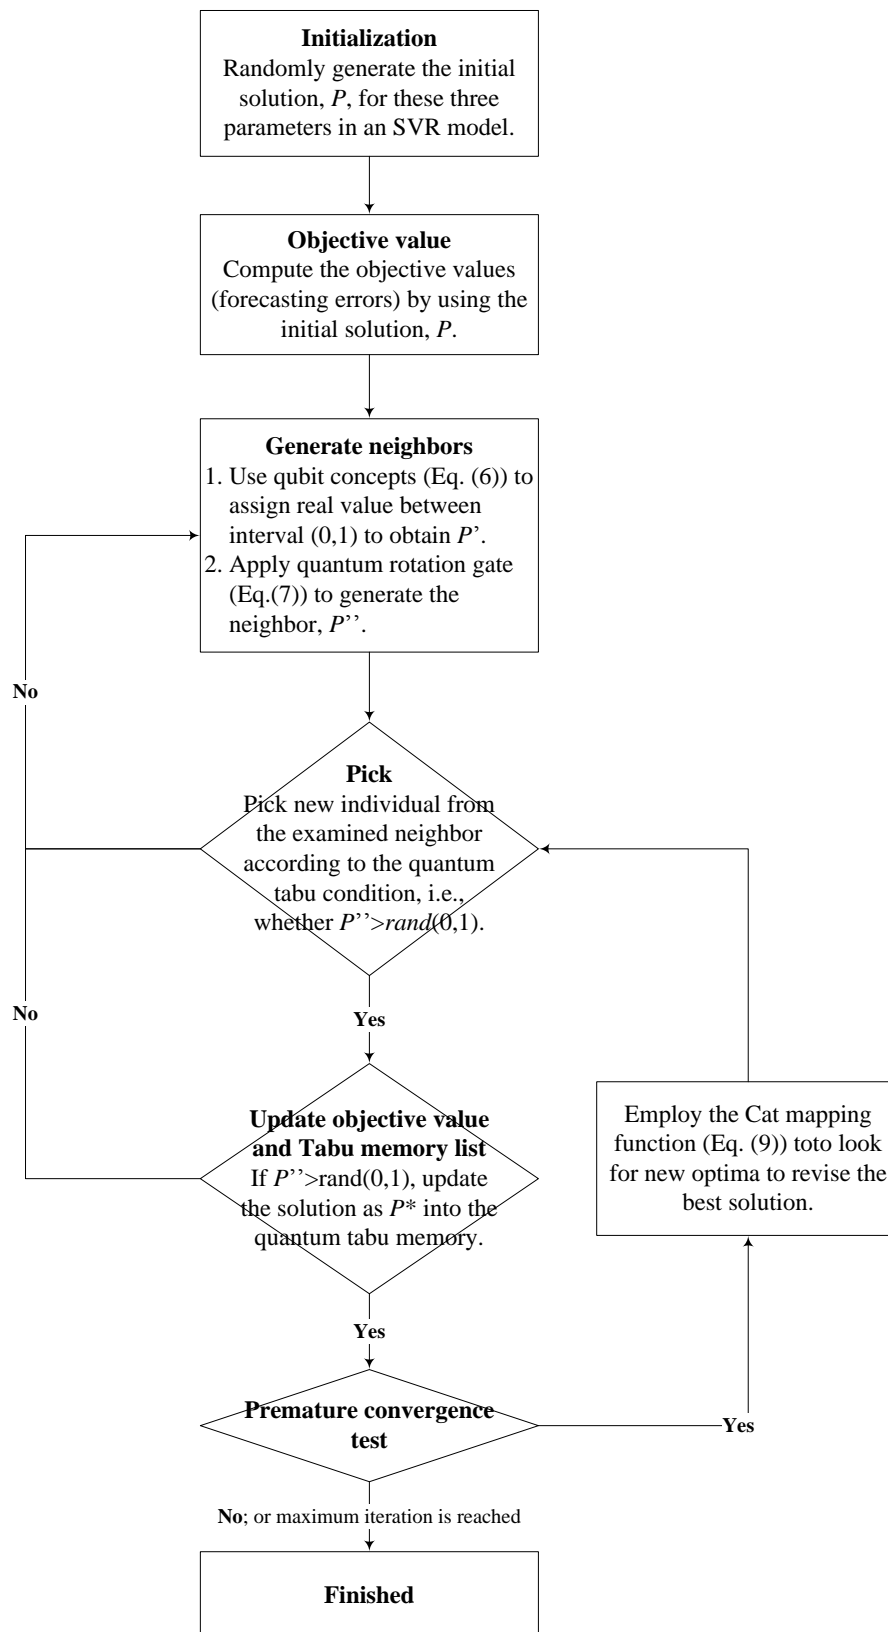 Initialization
Randomly generate the initial
solution, P, for these three
parameters in an SVR model.
Objective value
Compute the objective values
(forecasting errors) by using the
initial solution, P.
Generate neighbors
1. Use qubit concepts (Eq. (6)) to
assign real value between
interval (0,1) to obtain P’.
2. Apply quantum rotation gate
(Eq.(7)) to generate the
neighbor, P’’.
No
Pick
Pick new individual from
the examined neighbor
according to the quantum
tabu condition, i.e.,
whether P’’>rand(0,1).
No
Yes
Update objective value
and Tabu memory list
If P’’>rand(0,1), update
the solution as P* into the
quantum tabu memory.
Employ the Cat mapping
function (Eq. (9)) toto look
for new optima to revise the
best solution.
Yes
Premature convergence
test
Yes
No; or maximum iteration is reached
Finished